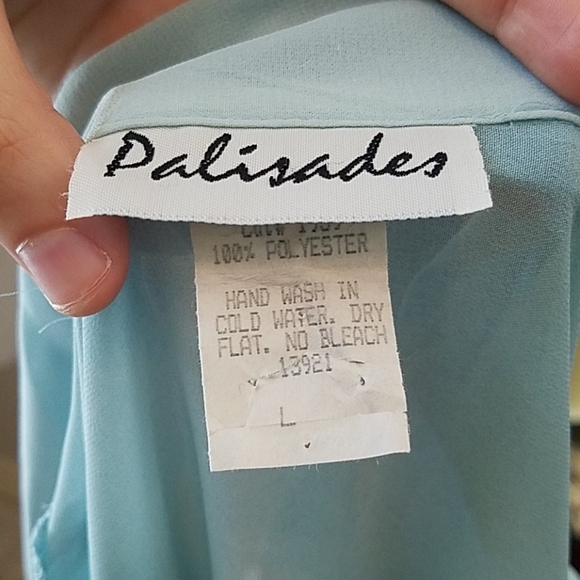 Palisades
100% POLYESTER
HAND WASH IN
COLD WATER. DRY
FLAT. NO BLEACH
13921
L